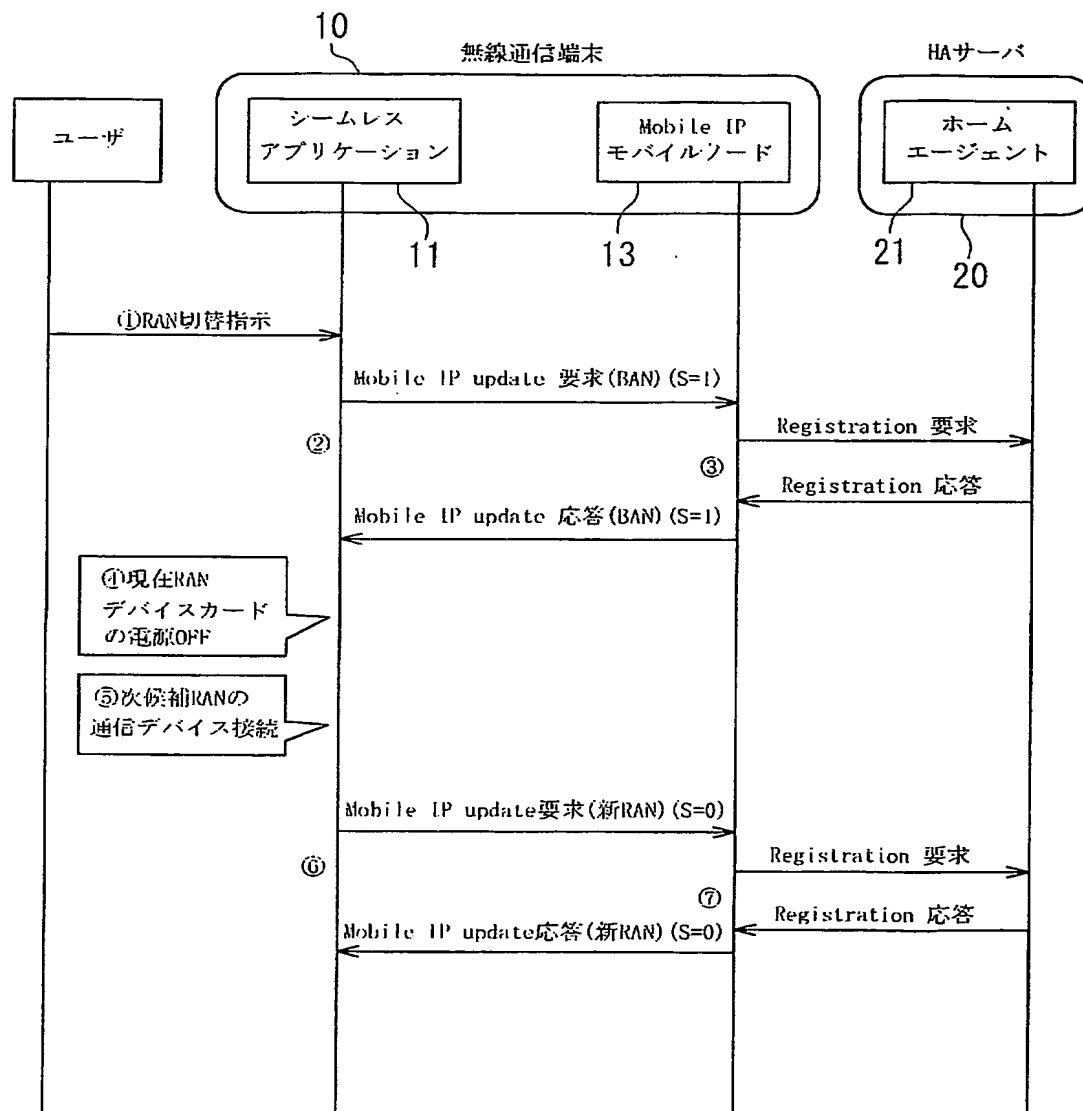 10
無線通信端末
HAサーバ
ユーザ
シームレス
アプリケーション
Mobile IP
モバイルノード
ホーム
エージェント
11
13
21
20
①RAN切替指示
Mobile IP update 要求(BAN)(S=1)
②
Registration 要求
③
Registration 応答
Mobile IP update 応答(BAN)(S=1)
④現在RAN
デバイスカード
の電源OFF
⑤次候補RANの
通信デバイス接続
Mobile IP update要求(新RAN)(S=0)
⑥
Registration 要求
⑦
Registration 応答
Mobile IP update応答(新RAN)(S=0)